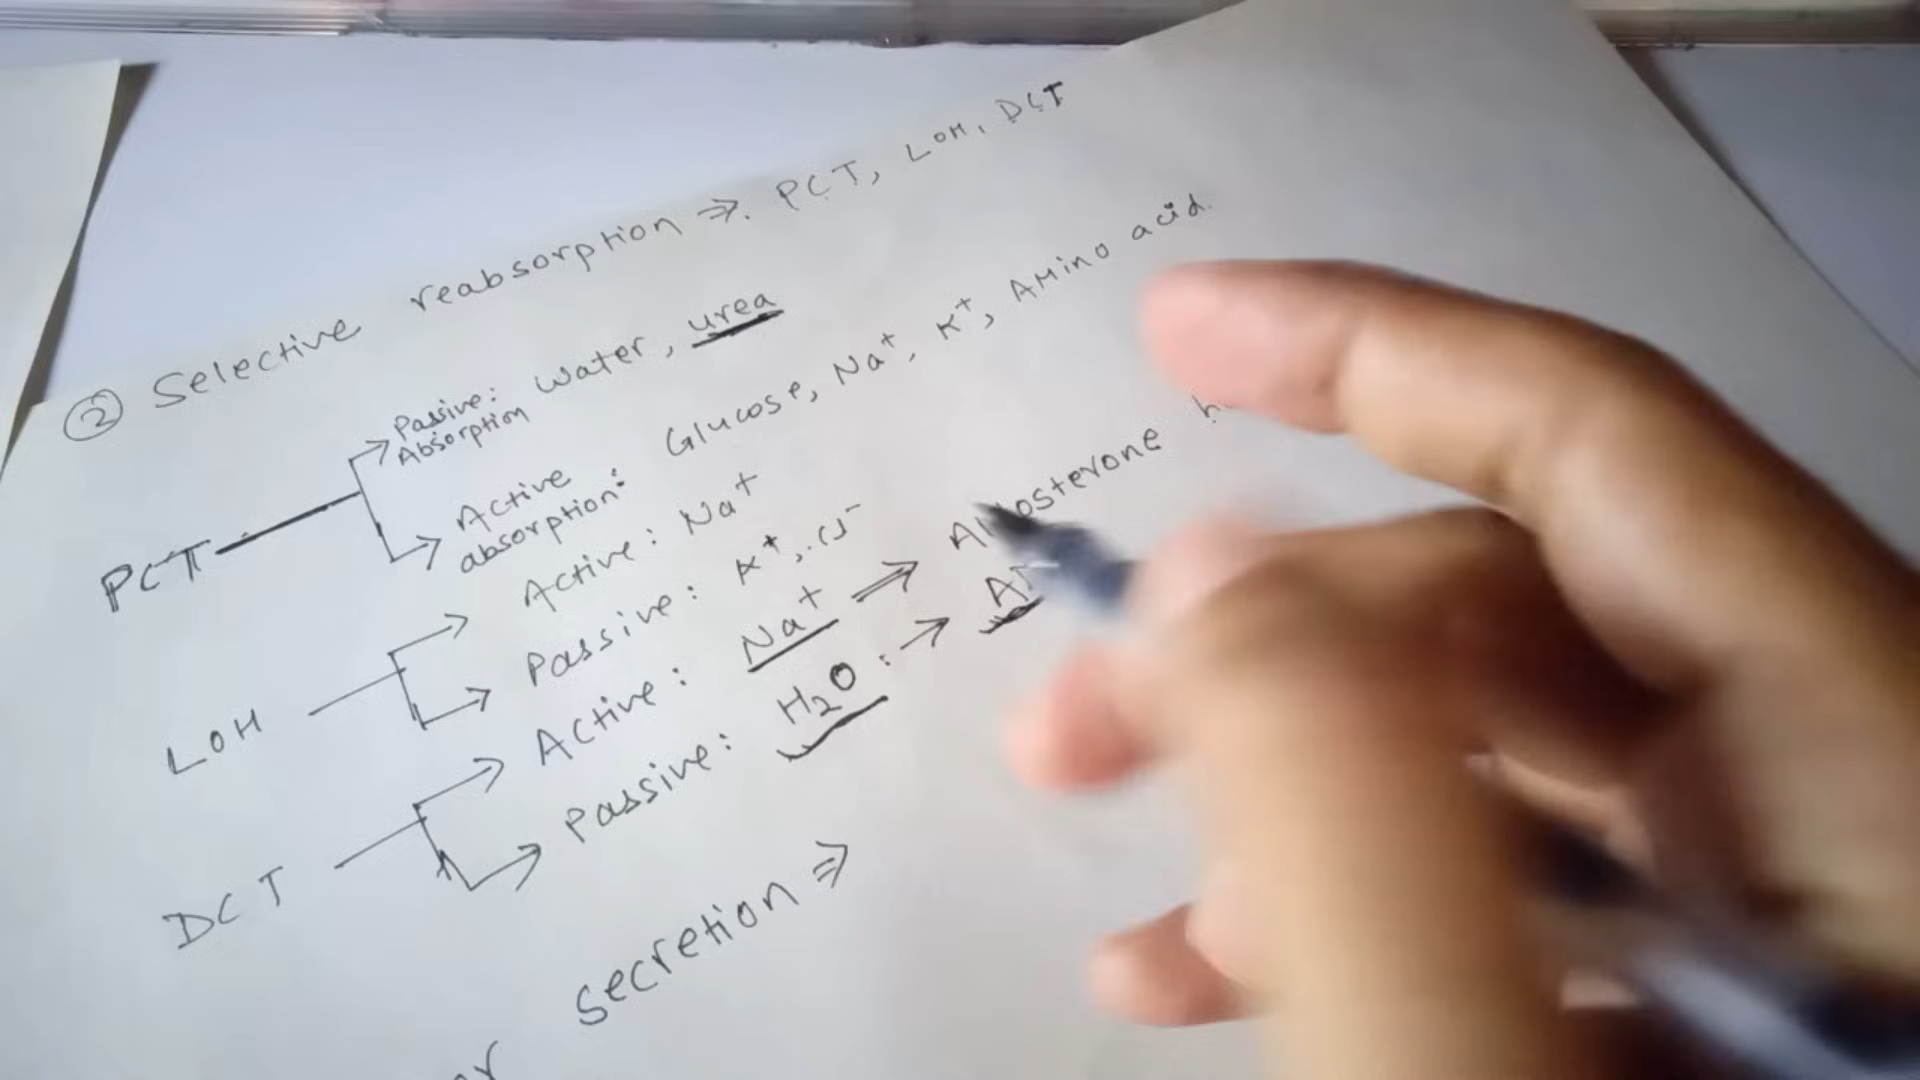 ② Selective reabsorption ⇒ PCT, LOH, DCT
PCT
Passive: Water, urea
Absorption
Active
absorption: Glucose, Na⁺, K⁺, Amino acid.
LOH
Active: Na⁺
Passive: K⁺, Cl⁻
DCT
Active: Na⁺ ⇒ Aldosterone
Passive: H₂O: →
secretion ⇒